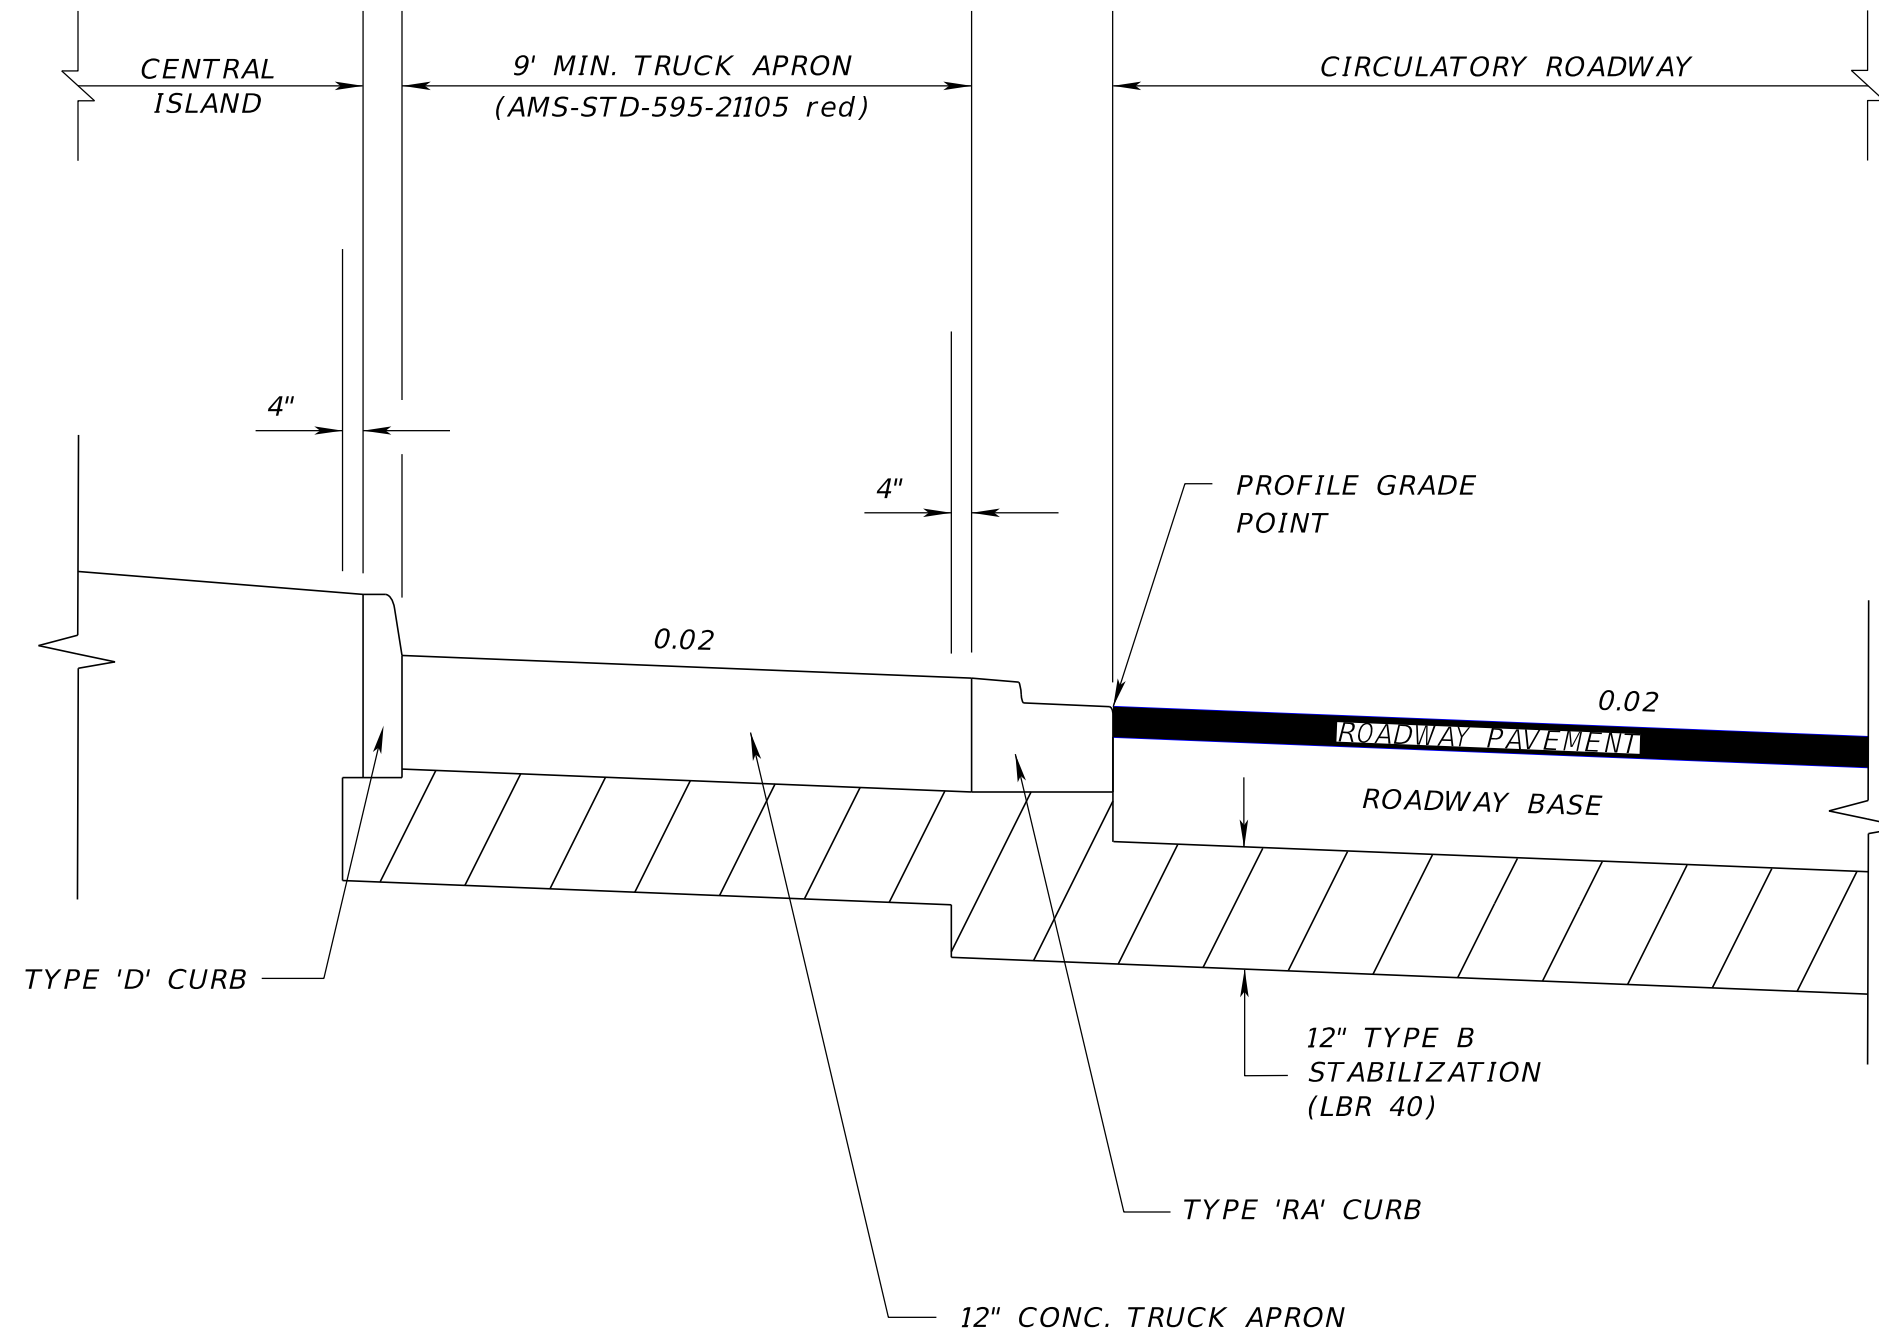 CENTRAL
ISLAND
9' MIN. TRUCK APRON
(AMS-STD-595-21105 red)
CIRCULATORY ROADWAY
4"
4"
PROFILE GRADE
POINT
0.02
0.02
ROADWAY PAVEMENT
ROADWAY BASE
TYPE 'D' CURB
12" TYPE B
STABILIZATION
(LBR 40)
TYPE 'RA' CURB
12" CONC. TRUCK APRON